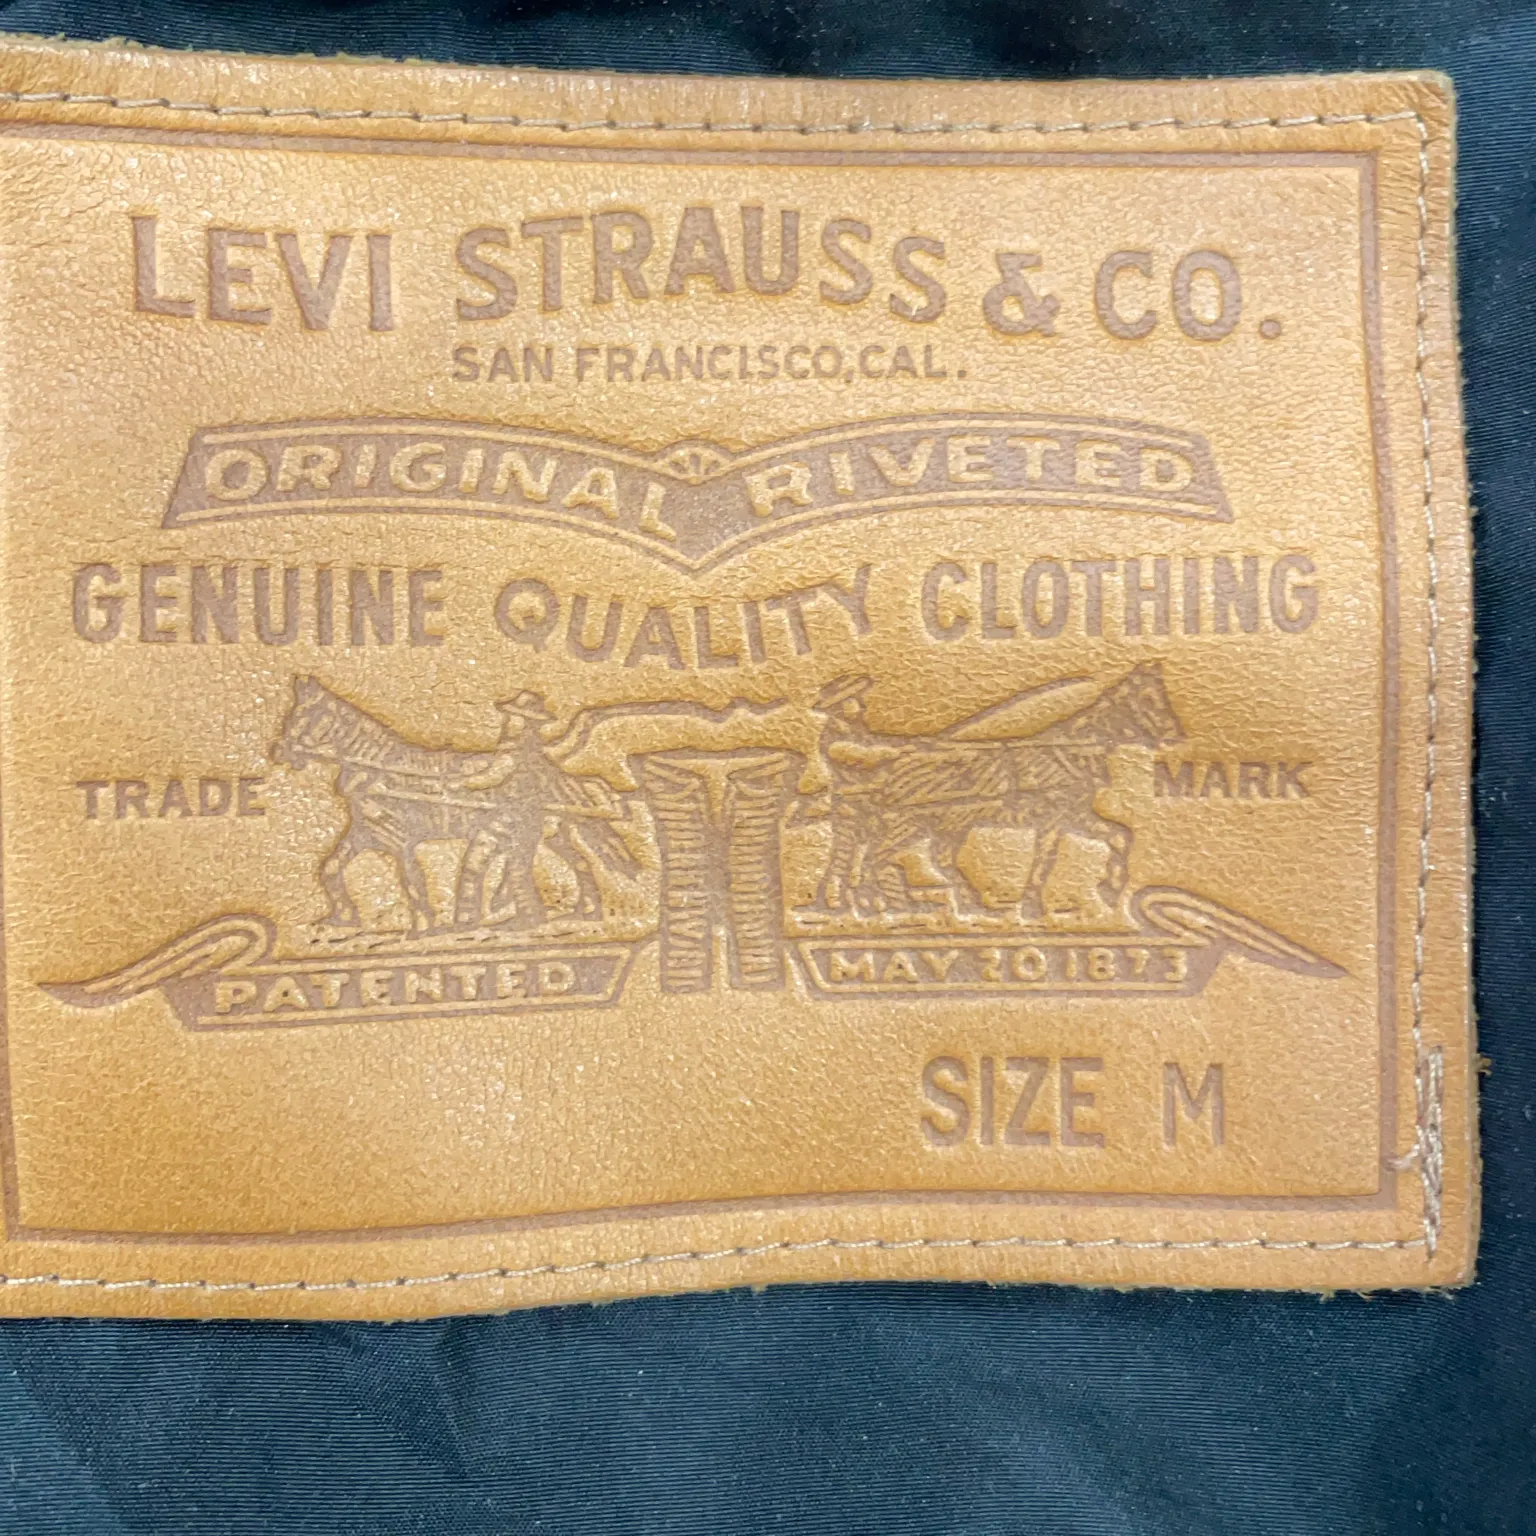 LEVI STRAUSS & CO.
SAN FRANCISCO, CAL.
ORIGINAL RIVETED
GENUINE QUALITY CLOTHING
TRADE MARK
PATENTED MAY 20 1873
SIZE M